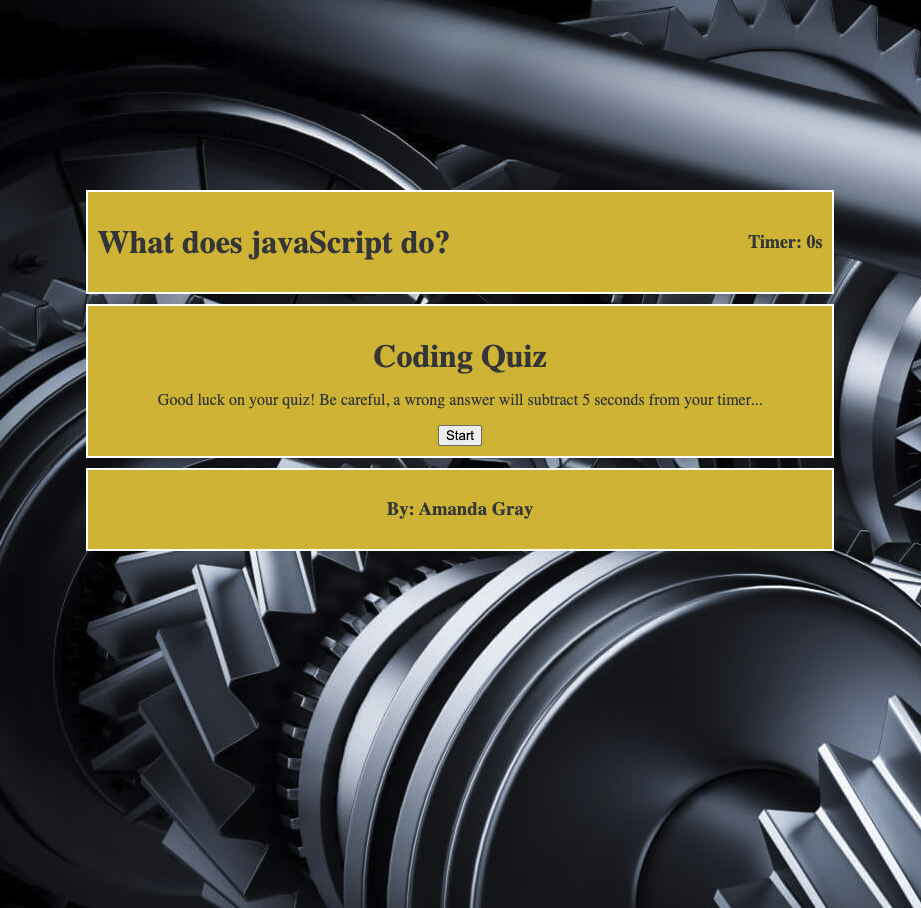 What does javaScript do?
Timer: 0s
Coding Quiz
Good luck on your quiz! Be careful, a wrong answer will subtract 5 seconds from your timer...
Start
By: Amanda Gray